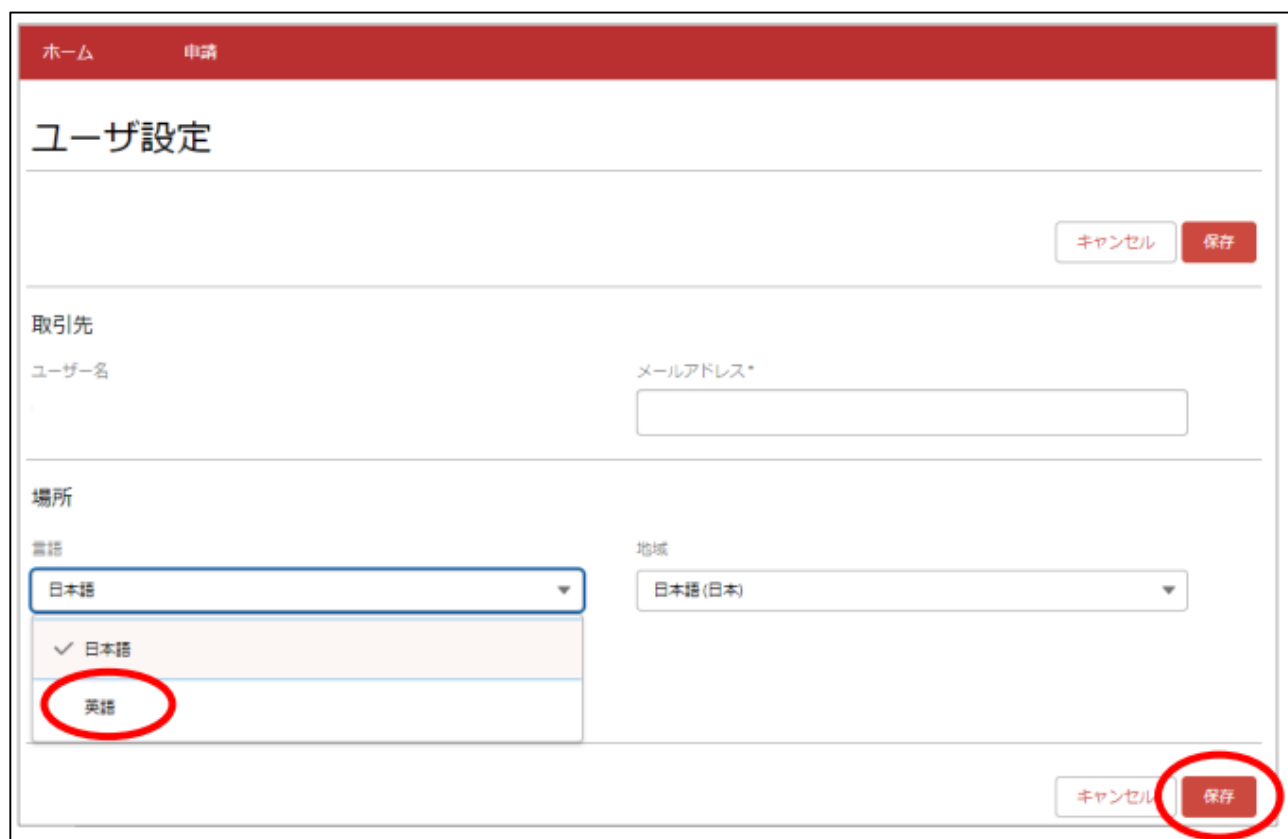 ホーム 申請
ユーザ設定
キャンセル 保存
取引先
ユーザー名 メールアドレス*
場所
言語 地域
日本語 日本語(日本)
日本語
英語
キャンセル 保存